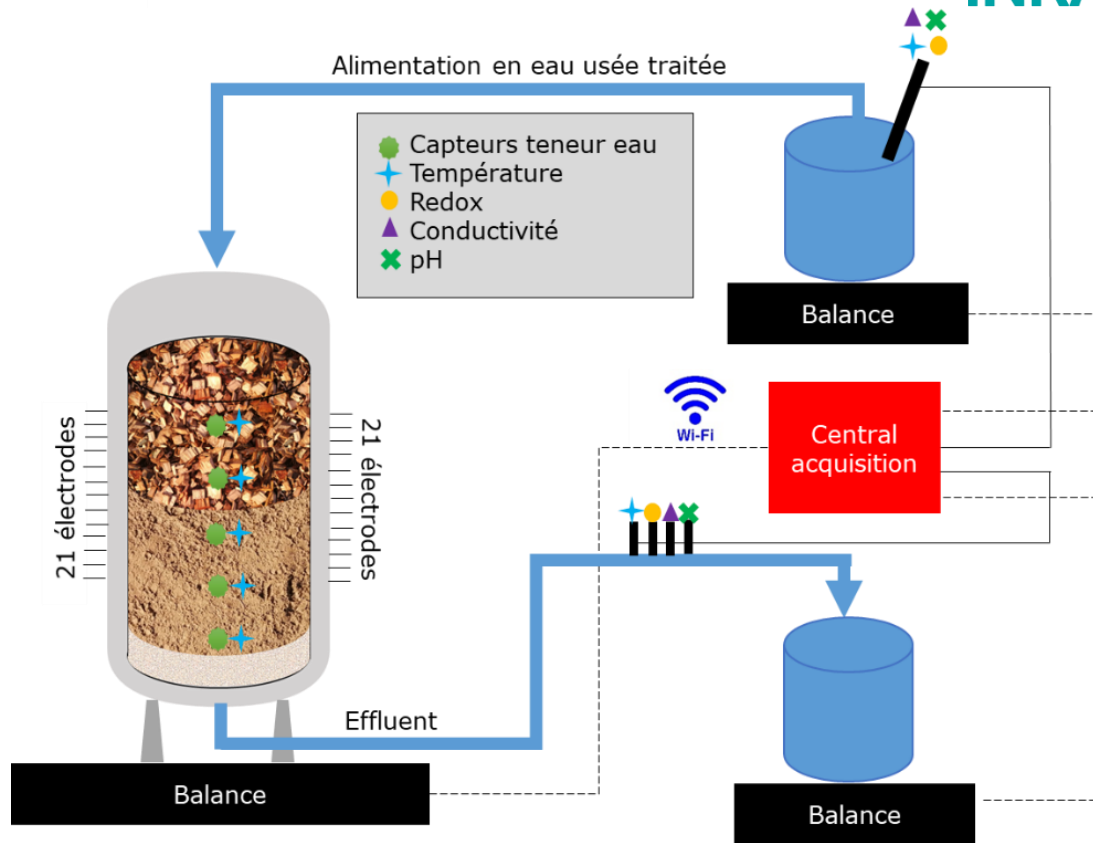 Alimentation en eau usée traitée
Capteurs teneur eau
Température
Redox
Conductivité
pH
Balance
Wi-Fi
Central
acquisition
21 électrodes
21 électrodes
Effluent
Balance
Balance